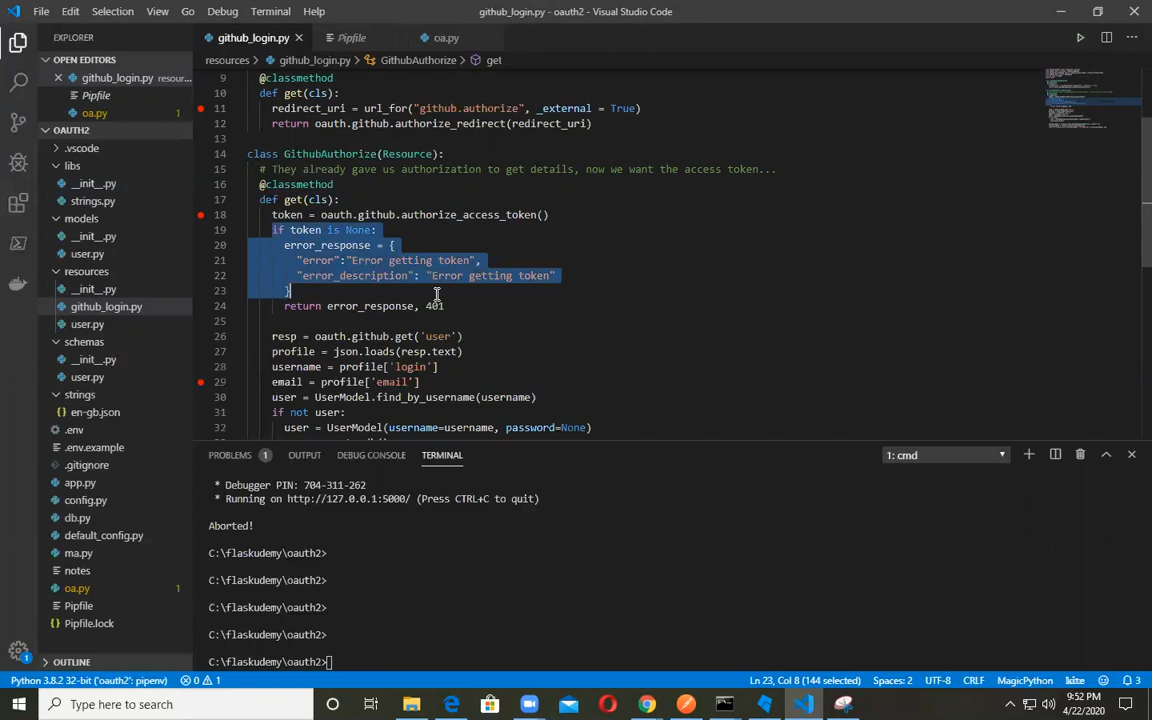 File Edit Selection View Go Debug Terminal Help
github_login.py - oauth2 - Visual Studio Code
EXPLORER
OPEN EDITORS
github_login.py resour...
Pipfile
oa.py 1
OAUTH2
.vscode
libs
__init__.py
strings.py
models
__init__.py
user.py
resources
__init__.py
github_login.py
user.py
schemas
__init__.py
user.py
strings
en-gb.json
.env
.env.example
.gitignore
app.py
config.py
db.py
default_config.py
ma.py
notes
oa.py 1
Pipfile
Pipfile.lock
OUTLINE
github_login.py Pipfile oa.py
resources github_login.py GithubAuthorize get
9 @classmethod
10 def get(cls):
11 redirect_uri = url_for("github.authorize", _external = True)
12 return oauth.github.authorize_redirect(redirect_uri)
13
14 class GithubAuthorize(Resource):
15 # They already gave us authorization to get details, now we want the access token...
16 @classmethod
17 def get(cls):
18 token = oauth.github.authorize_access_token()
19 if token is None:
20 error_response = {
21 "error":"Error getting token",
22 "error_description": "Error getting token"
23 }
24 return error_response, 401
25
26 resp = oauth.github.get('user')
27 profile = json.loads(resp.text)
28 username = profile['login']
29 email = profile['email']
30 user = UserModel.find_by_username(username)
31 if not user:
32 user = UserModel(username=username, password=None)
PROBLEMS 1 OUTPUT DEBUG CONSOLE TERMINAL
1: cmd
* Debugger PIN: 704-311-262
* Running on http://127.0.0.1:5000/ (Press CTRL+C to quit)
Aborted!
C:\flaskudemy\oauth2>
C:\flaskudemy\oauth2>
C:\flaskudemy\oauth2>
C:\flaskudemy\oauth2>
C:\flaskudemy\oauth2>
1
Python 3.8.2 32-bit ('oauth2': pipenv) 0 1
Ln 23, Col 8 (144 selected) Spaces: 2 UTF-8 CRLF MagicPython kite 3
Type here to search
9:52 PM
4/22/2020